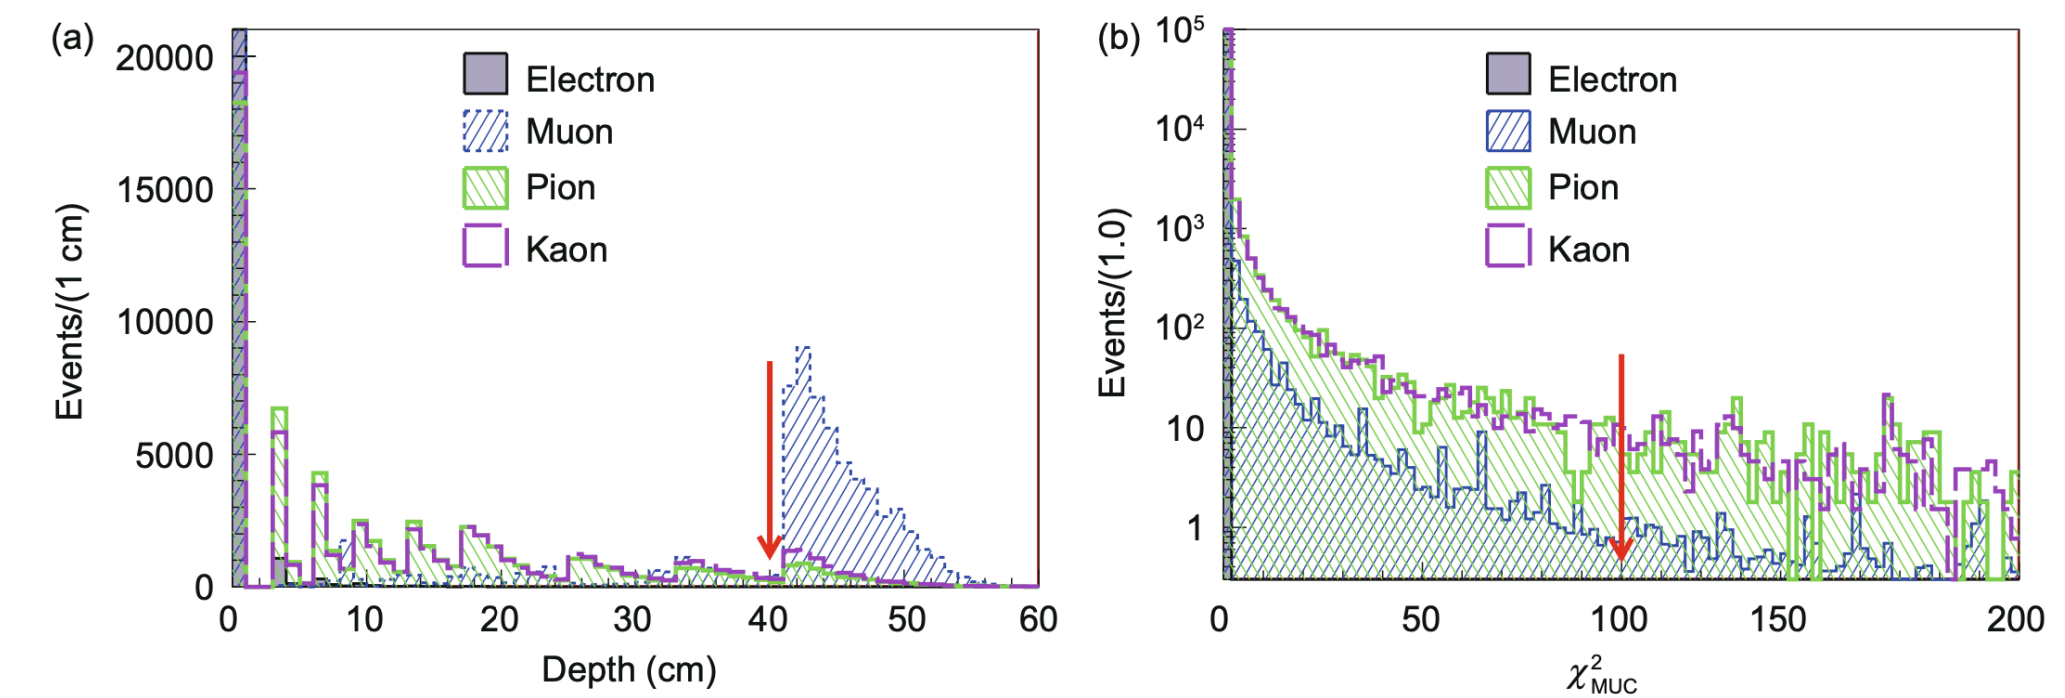 (a)
Events/(1 cm)
20000
15000
10000
5000
0
Electron
Muon
Pion
Kaon
0 10 20 30 40 50 60
Depth (cm)
(b)
Events/(1.0)
10⁵
10⁴
10³
10²
10
1
Electron
Muon
Pion
Kaon
0 50 100 150 200
χ²MUC